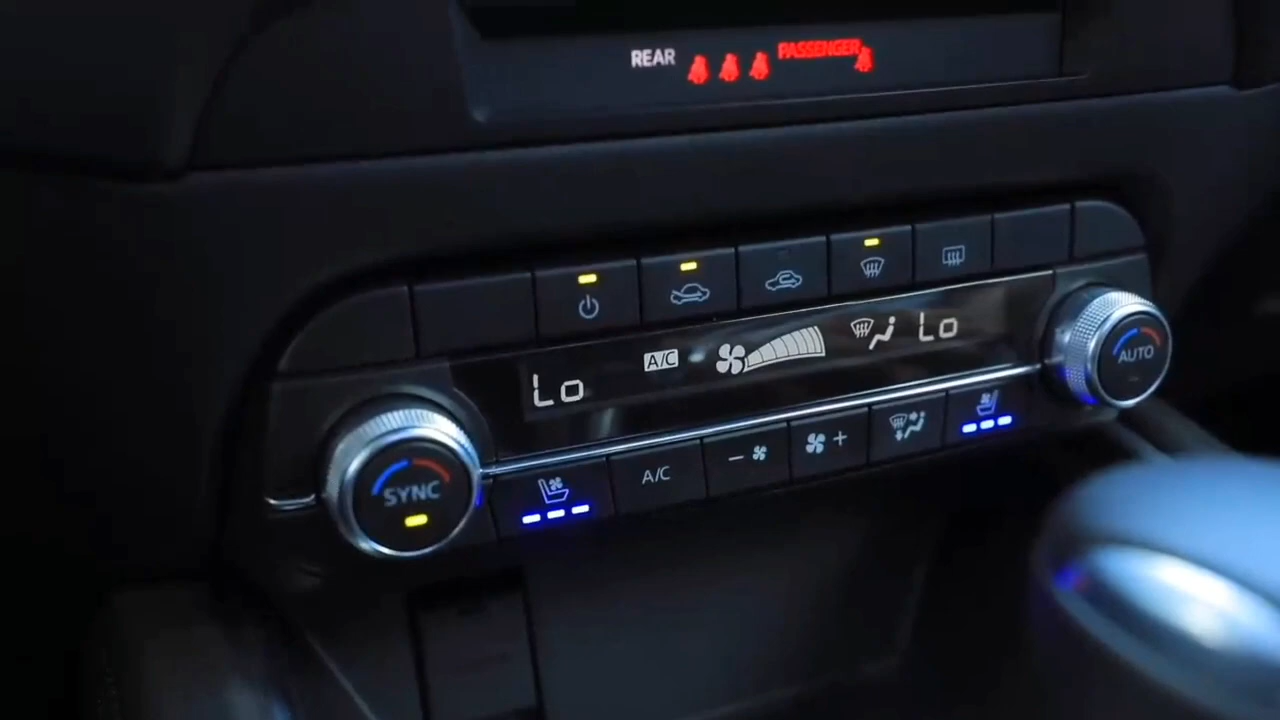 REAR PASSENGER
Lo A/C Lo
AUTO
SYNC A/C − +